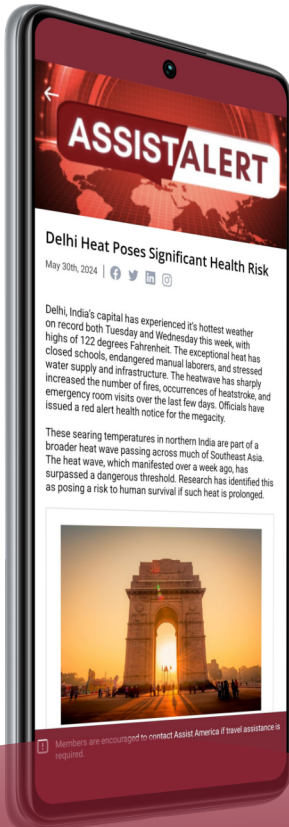 ASSISTALERT
Delhi Heat Poses Significant Health Risk
May 30th, 2024 |
Delhi, India's capital has experienced it's hottest weather
on record both Tuesday and Wednesday this week, with
highs of 122 degrees Fahrenheit. The exceptional heat has
closed schools, endangered manual laborers, and stressed
water supply and infrastructure. The heatwave has sharply
increased the number of fires, occurrences of heatstroke, and
emergency room visits over the last few days. Officials have
issued a red alert health notice for the megacity.
These searing temperatures in northern India are part of a
broader heat wave passing across much of Southeast Asia.
The heat wave, which manifested over a week ago, has
surpassed a dangerous threshold. Research has identified this
as posing a risk to human survival if such heat is prolonged.
Members are encouraged to contact Assist America if travel assistance is
required.